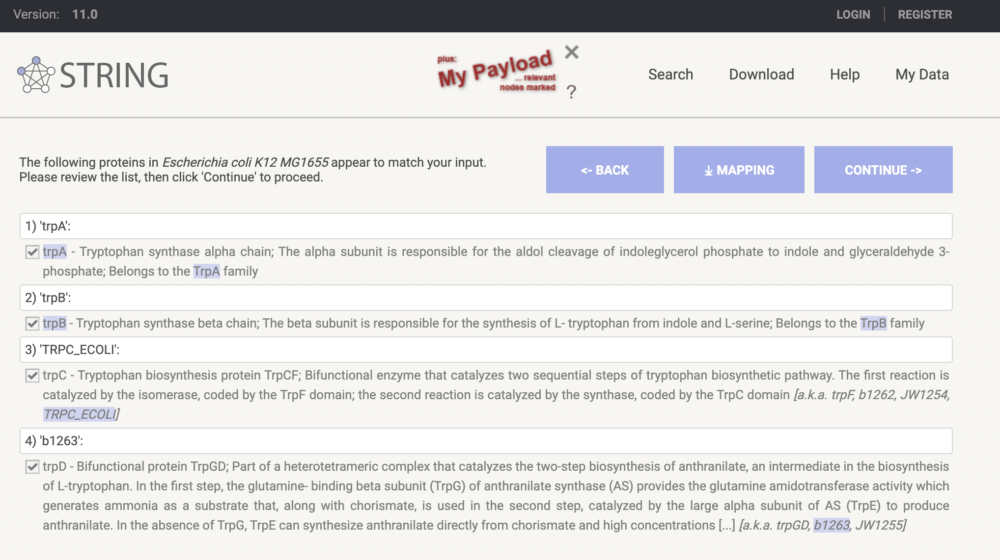 Version: 11.0
LOGIN | REGISTER
STRING
plus:
My Payload
... relevant
nodes marked
?
Search Download Help My Data
The following proteins in Escherichia coli K12 MG1655 appear to match your input.
Please review the list, then click 'Continue' to proceed.
<- BACK
MAPPING
CONTINUE ->
1) 'trpA':
trpA - Tryptophan synthase alpha chain; The alpha subunit is responsible for the aldol cleavage of indoleglycerol phosphate to indole and glyceraldehyde 3-
phosphate; Belongs to the TrpA family
2) 'trpB':
trpB - Tryptophan synthase beta chain; The beta subunit is responsible for the synthesis of L- tryptophan from indole and L-serine; Belongs to the TrpB family
3) 'TRPC_ECOLI':
trpC - Tryptophan biosynthesis protein TrpCF; Bifunctional enzyme that catalyzes two sequential steps of tryptophan biosynthetic pathway. The first reaction is
catalyzed by the isomerase, coded by the TrpF domain; the second reaction is catalyzed by the synthase, coded by the TrpC domain [a.k.a. trpF, b1262, JW1254,
TRPC_ECOLI]
4) 'b1263':
trpD - Bifunctional protein TrpGD; Part of a heterotetrameric complex that catalyzes the two-step biosynthesis of anthranilate, an intermediate in the biosynthesis
of L-tryptophan. In the first step, the glutamine- binding beta subunit (TrpG) of anthranilate synthase (AS) provides the glutamine amidotransferase activity which
generates ammonia as a substrate that, along with chorismate, is used in the second step, catalyzed by the large alpha subunit of AS (TrpE) to produce
anthranilate. In the absence of TrpG, TrpE can synthesize anthranilate directly from chorismate and high concentrations [...] [a.k.a. trpGD, b1263, JW1255]